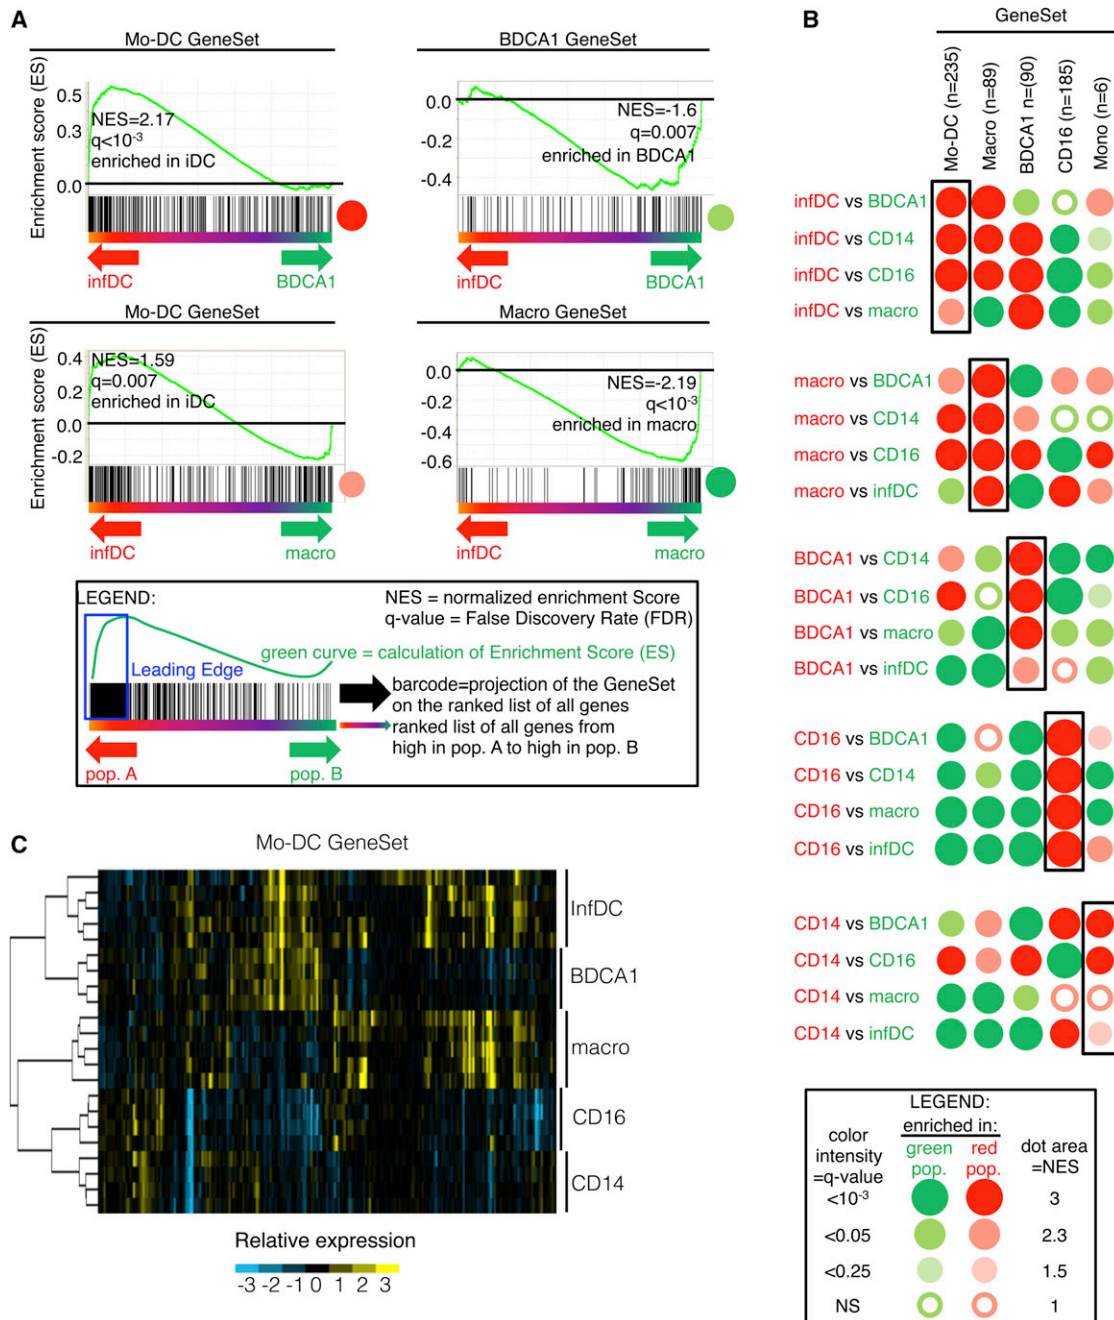 A
Mo-DC GeneSet
Enrichment score (ES)
0.5
0.3
0.0
NES=2.17
q<10-3
enriched in iDC
infDC
BDCA1
BDCA1 GeneSet
0.0
-0.2
-0.4
NES=-1.6
q=0.007
enriched in BDCA1
infDC
BDCA1
Mo-DC GeneSet
Enrichment score (ES)
0.4
0.2
0.0
-0.2
NES=1.59
q=0.007
enriched in iDC
infDC
macro
Macro GeneSet
0.0
-0.2
-0.4
-0.6
NES=-2.19
q<10-3
enriched in macro
infDC
macro
LEGEND:
NES = normalized enrichment Score
q-value = False Discovery Rate (FDR)
green curve = calculation of Enrichment Score (ES)
Leading Edge
barcode=projection of the GeneSet
on the ranked list of all genes
ranked list of all genes from
high in pop. A to high in pop. B
pop. A
pop. B
B
GeneSet
Mo-DC (n=235)
Macro (n=89)
BDCA1 n=(90)
CD16 (n=185)
Mono (n=6)
infDC vs BDCA1
infDC vs CD14
infDC vs CD16
infDC vs macro
macro vs BDCA1
macro vs CD14
macro vs CD16
macro vs infDC
BDCA1 vs CD14
BDCA1 vs CD16
BDCA1 vs macro
BDCA1 vs infDC
CD16 vs BDCA1
CD16 vs CD14
CD16 vs macro
CD16 vs infDC
CD14 vs BDCA1
CD14 vs CD16
CD14 vs macro
CD14 vs infDC
LEGEND:
enriched in:
color intensity =q-value
green pop.
red pop.
dot area =NES
<10-3 3
<0.05 2.3
<0.25 1.5
NS 1
C
Mo-DC GeneSet
InfDC
BDCA1
macro
CD16
CD14
Relative expression
-3 -2 -1 0 1 2 3